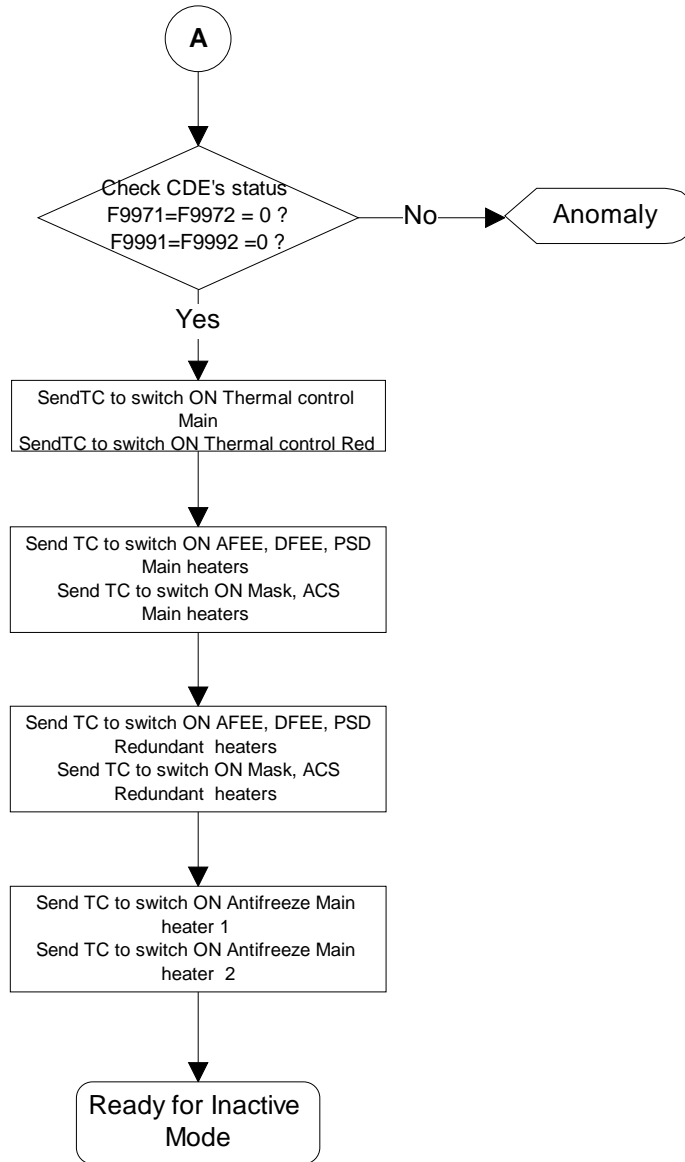 A
Check CDE's status
F9971=F9972 = 0 ?
F9991=F9992 =0 ?
No
Anomaly
Yes
SendTC to switch ON Thermal control
Main
SendTC to switch ON Thermal control Red
Send TC to switch ON AFEE, DFEE, PSD
Main heaters
Send TC to switch ON Mask, ACS
Main heaters
Send TC to switch ON AFEE, DFEE, PSD
Redundant heaters
Send TC to switch ON Mask, ACS
Redundant heaters
Send TC to switch ON Antifreeze Main
heater 1
Send TC to switch ON Antifreeze Main
heater 2
Ready for Inactive
Mode